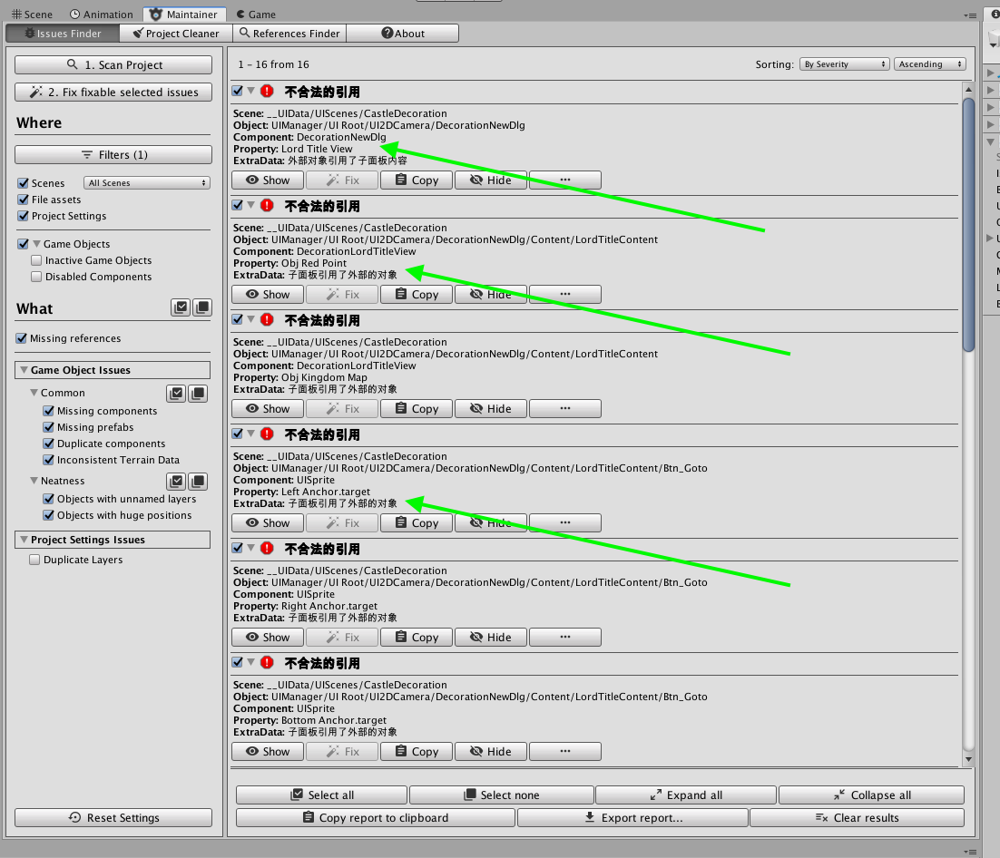 Scene Animation Maintainer Game
Issues Finder Project Cleaner References Finder About
1. Scan Project
2. Fix fixable selected issues
Where
Filters (1)
Scenes All Scenes
File assets
Project Settings
Game Objects
Inactive Game Objects
Disabled Components
What
Missing references
Game Object Issues
Common
Missing components
Missing prefabs
Duplicate components
Inconsistent Terrain Data
Neatness
Objects with unnamed layers
Objects with huge positions
Project Settings Issues
Duplicate Layers
Reset Settings
1 - 16 from 16 Sorting: By Severity Ascending
不合法的引用
Scene: __UIData/UIScenes/CastleDecoration
Object: UIManager/UI Root/UI2DCamera/DecorationNewDlg
Component: DecorationNewDlg
Property: Lord Title View
ExtraData: 外部对象引用了子面板内容
Show Fix Copy Hide ...
不合法的引用
Scene: __UIData/UIScenes/CastleDecoration
Object: UIManager/UI Root/UI2DCamera/DecorationNewDlg/Content/LordTitleContent
Component: DecorationLordTitleView
Property: Obj Red Point
ExtraData: 子面板引用了外部的对象
Show Fix Copy Hide ...
不合法的引用
Scene: __UIData/UIScenes/CastleDecoration
Object: UIManager/UI Root/UI2DCamera/DecorationNewDlg/Content/LordTitleContent
Component: DecorationLordTitleView
Property: Obj Kingdom Map
ExtraData: 子面板引用了外部的对象
Show Fix Copy Hide ...
不合法的引用
Scene: __UIData/UIScenes/CastleDecoration
Object: UIManager/UI Root/UI2DCamera/DecorationNewDlg/Content/LordTitleContent/Btn_Goto
Component: UISprite
Property: Left Anchor.target
ExtraData: 子面板引用了外部的对象
Show Fix Copy Hide ...
不合法的引用
Scene: __UIData/UIScenes/CastleDecoration
Object: UIManager/UI Root/UI2DCamera/DecorationNewDlg/Content/LordTitleContent/Btn_Goto
Component: UISprite
Property: Right Anchor.target
ExtraData: 子面板引用了外部的对象
Show Fix Copy Hide ...
不合法的引用
Scene: __UIData/UIScenes/CastleDecoration
Object: UIManager/UI Root/UI2DCamera/DecorationNewDlg/Content/LordTitleContent/Btn_Goto
Component: UISprite
Property: Bottom Anchor.target
ExtraData: 子面板引用了外部的对象
Show Fix Copy Hide ...
Select all Select none Expand all Collapse all
Copy report to clipboard Export report... Clear results